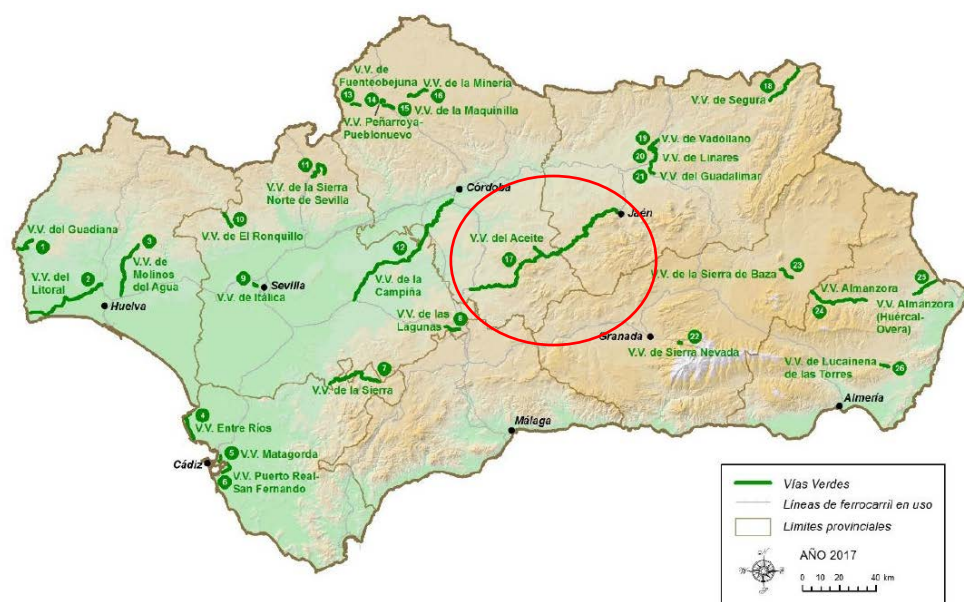 V.V. de
Fuenteobejuna
V.V. de la Minería
13
14
15
16
V.V. de la Maquinilla
V.V. Peñarroya-
Pueblonuevo
18
V.V. de Segura
19
V.V. de Vadollano
20
V.V. de Linares
21
V.V. del Guadalimar
11
V.V. de la Sierra
Norte de Sevilla
Córdoba
Jaén
10
V.V. de El Ronquillo
V.V. del Guadiana
1
3
V.V. de
Molinos
del Agua
12
V.V. de la
Campiña
V.V. del Aceite
17
V.V. del
Litoral
2
Huelva
9
Sevilla
V.V. de Itálica
23
V.V. de la Sierra de Baza
25
V.V. Almanzora
24
V.V. Almanzora
(Huércal-
Overa)
V.V. de las
Lagunas
8
Granada
22
V.V. de Sierra Nevada
V.V. de Lucainena
de las Torres
26
7
V.V. de la Sierra
Almería
Málaga
4
V.V. Entre Ríos
5
V.V. Matagorda
Cádiz
6
V.V. Puerto Real-
San Fernando
Vías Verdes
Líneas de ferrocarril en uso
Límites provinciales
AÑO 2017
0 10 20 40 km